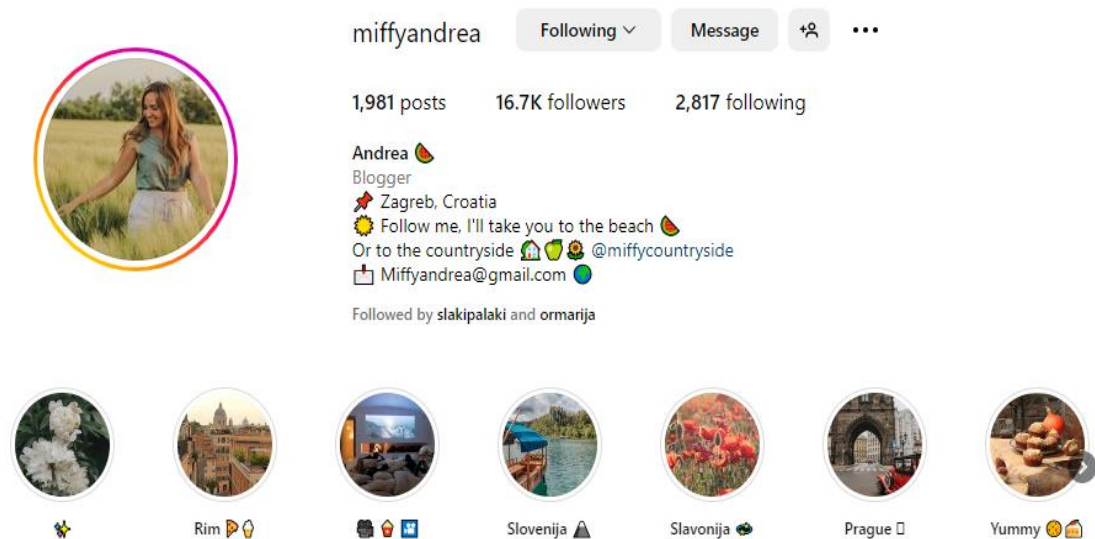 miffyandrea Following Message
1,981 posts 16.7K followers 2,817 following
Andrea 🍉
Blogger
📌 Zagreb, Croatia
🌞 Follow me, I'll take you to the beach 🍉
Or to the countryside 🏡🍏🌻 @miffycountryside
📩 Miffyandrea@gmail.com 🌍
Followed by slakipalaki and ormarija
✨ Rim 🍕🍦 🎥🍿🎦 Slovenija ⛰ Slavonija 🐲 Prague Yummy 🍪🍰